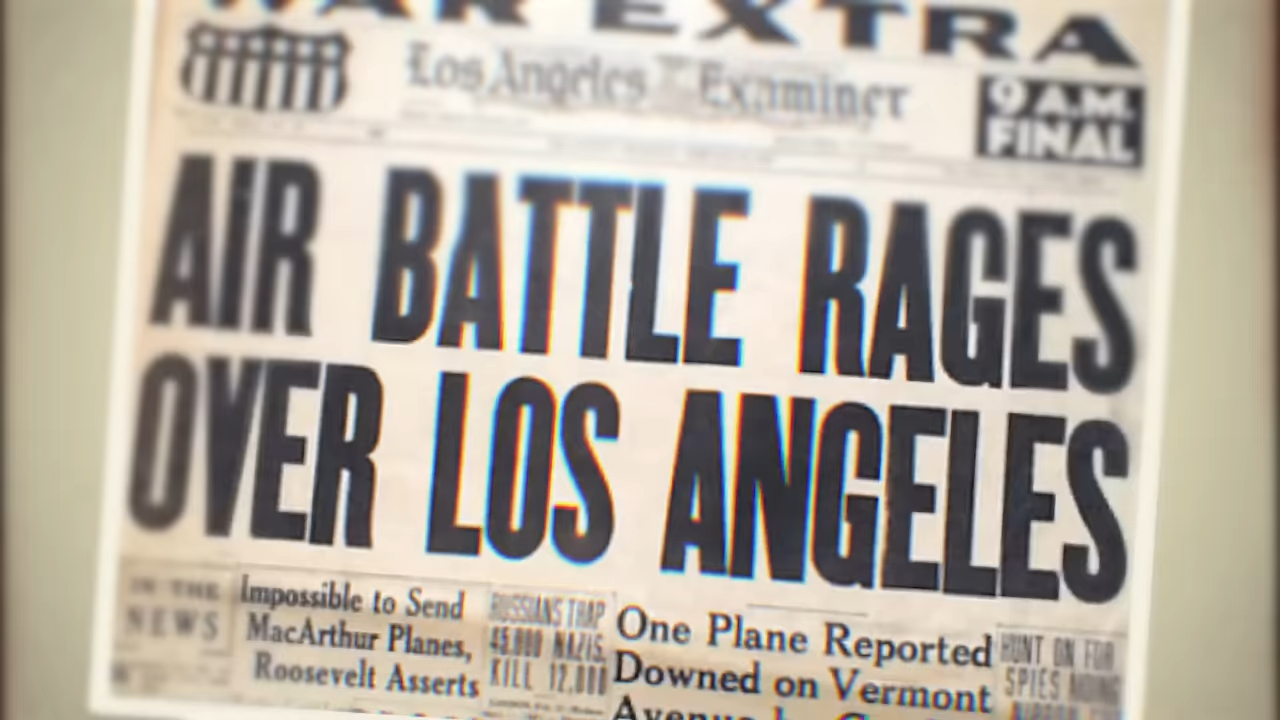 WAR EXTRA
Los Angeles Examiner
9 A.M.
FINAL
AIR BATTLE RAGES
OVER LOS ANGELES
IN THE
NEWS
Impossible to Send
MacArthur Planes,
Roosevelt Asserts
RUSSIANS TRAP
45,000 NAZIS,
KILL 12,000
One Plane Reported
Downed on Vermont
Avenue by
HUNT ON FOR
SPIES